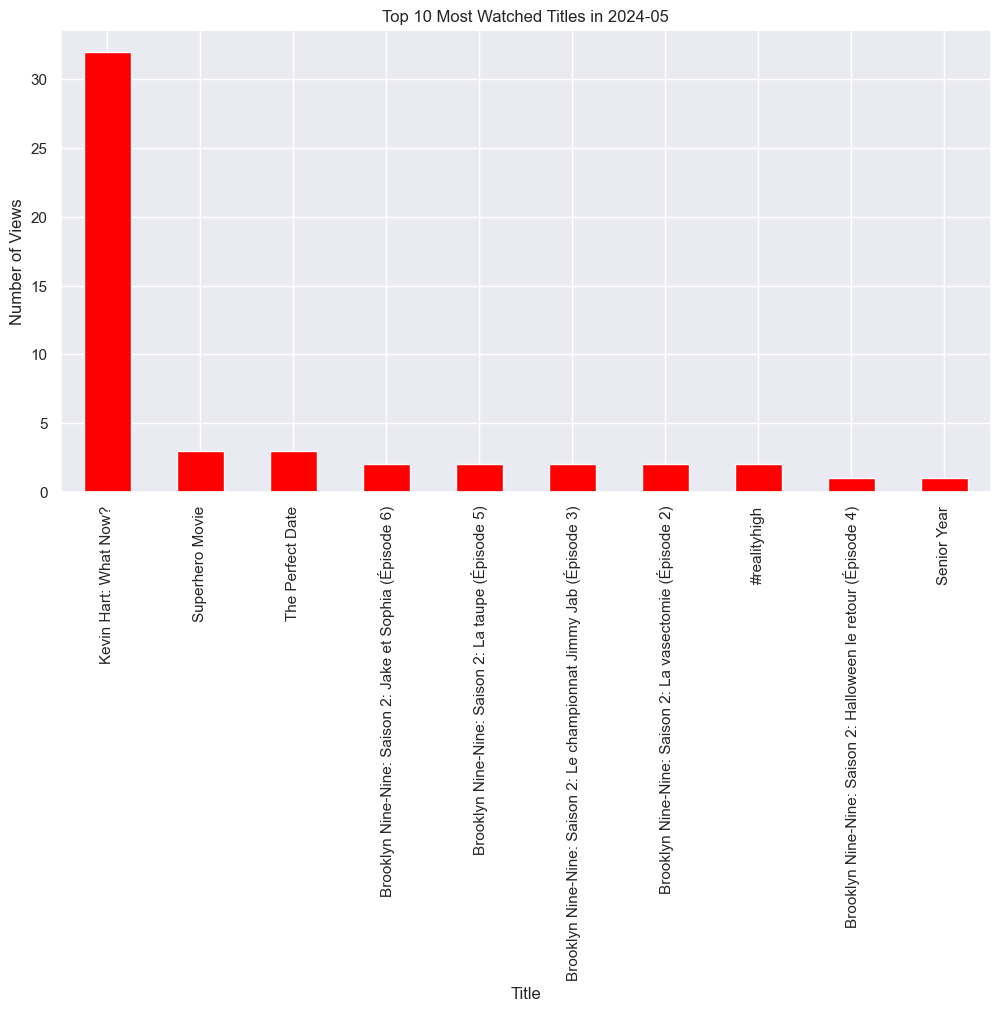 Top 10 Most Watched Titles in 2024-05
Number of Views
30
25
20
15
10
5
0
Kevin Hart: What Now?
Superhero Movie
The Perfect Date
Brooklyn Nine-Nine: Saison 2: Jake et Sophia (Épisode 6)
Brooklyn Nine-Nine: Saison 2: La taupe (Épisode 5)
Brooklyn Nine-Nine: Saison 2: Le championnat Jimmy Jab (Épisode 3)
Brooklyn Nine-Nine: Saison 2: La vasectomie (Épisode 2)
#realityhigh
Brooklyn Nine-Nine: Saison 2: Halloween le retour (Épisode 4)
Senior Year
Title